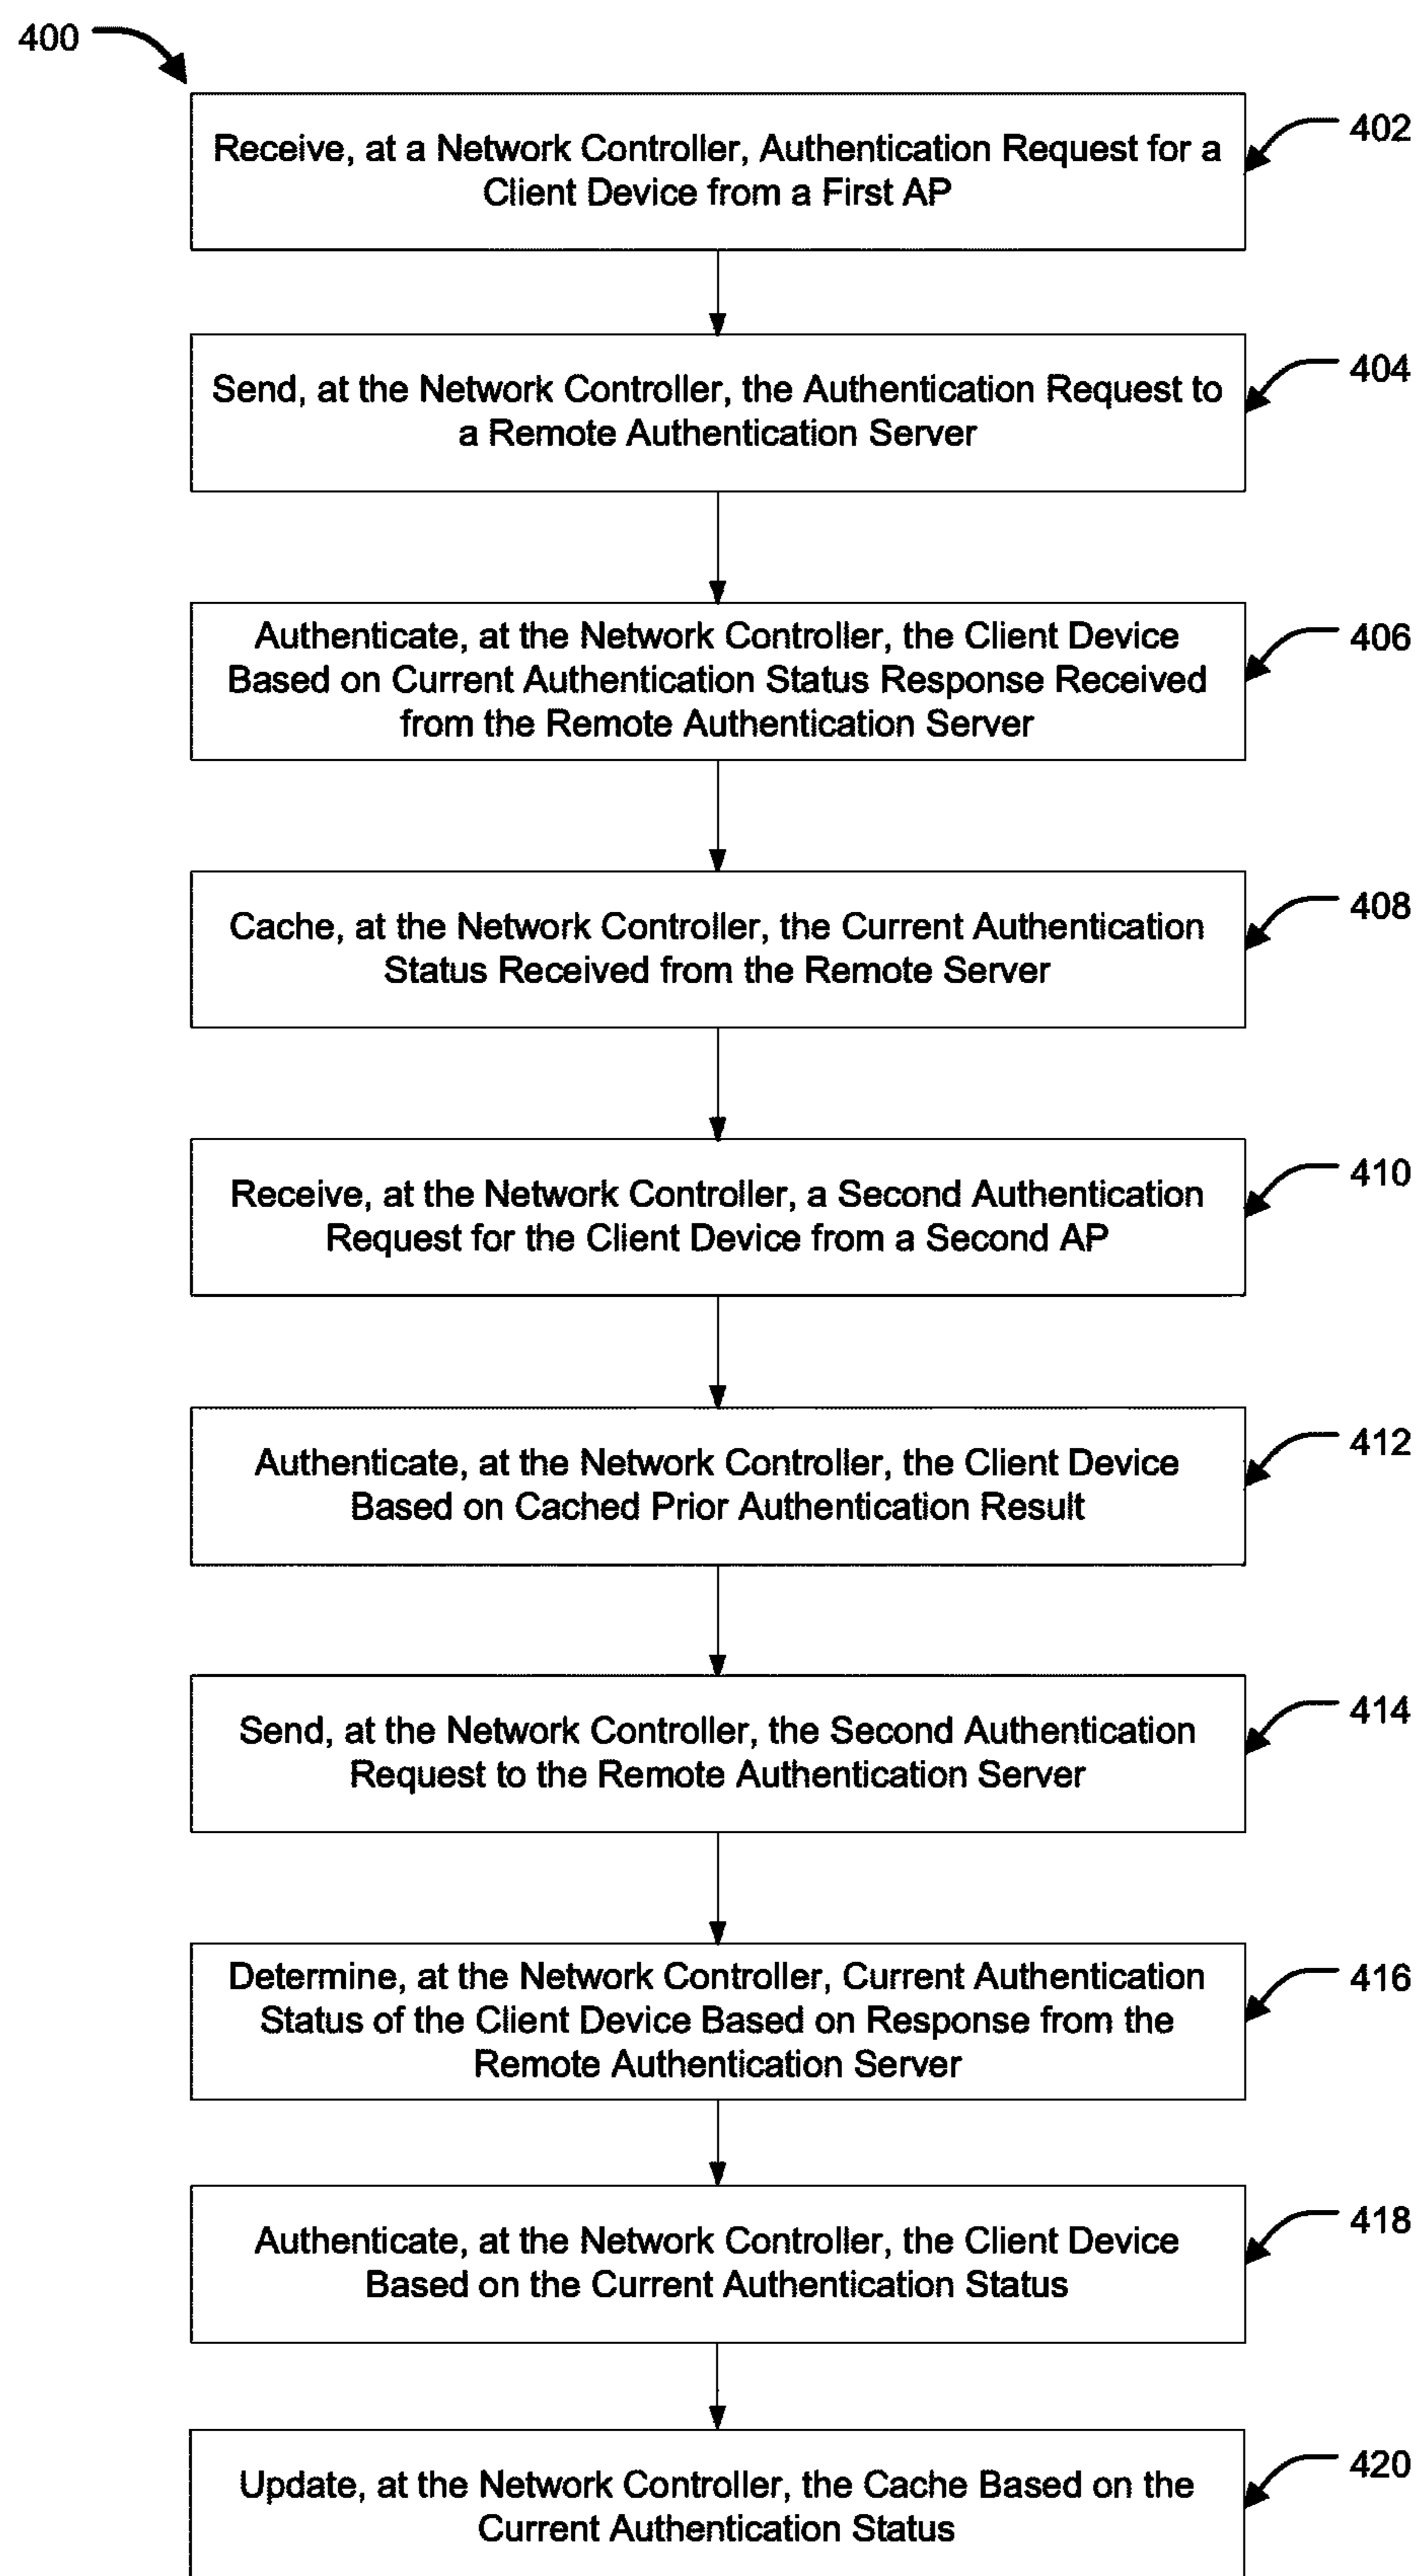 400
Receive, at a Network Controller, Authentication Request for a
Client Device from a First AP
402
Send, at the Network Controller, the Authentication Request to
a Remote Authentication Server
404
Authenticate, at the Network Controller, the Client Device
Based on Current Authentication Status Response Received
from the Remote Authentication Server
406
Cache, at the Network Controller, the Current Authentication
Status Received from the Remote Server
408
Receive, at the Network Controller, a Second Authentication
Request for the Client Device from a Second AP
410
Authenticate, at the Network Controller, the Client Device
Based on Cached Prior Authentication Result
412
Send, at the Network Controller, the Second Authentication
Request to the Remote Authentication Server
414
Determine, at the Network Controller, Current Authentication
Status of the Client Device Based on Response from the
Remote Authentication Server
416
Authenticate, at the Network Controller, the Client Device
Based on the Current Authentication Status
418
Update, at the Network Controller, the Cache Based on the
Current Authentication Status
420